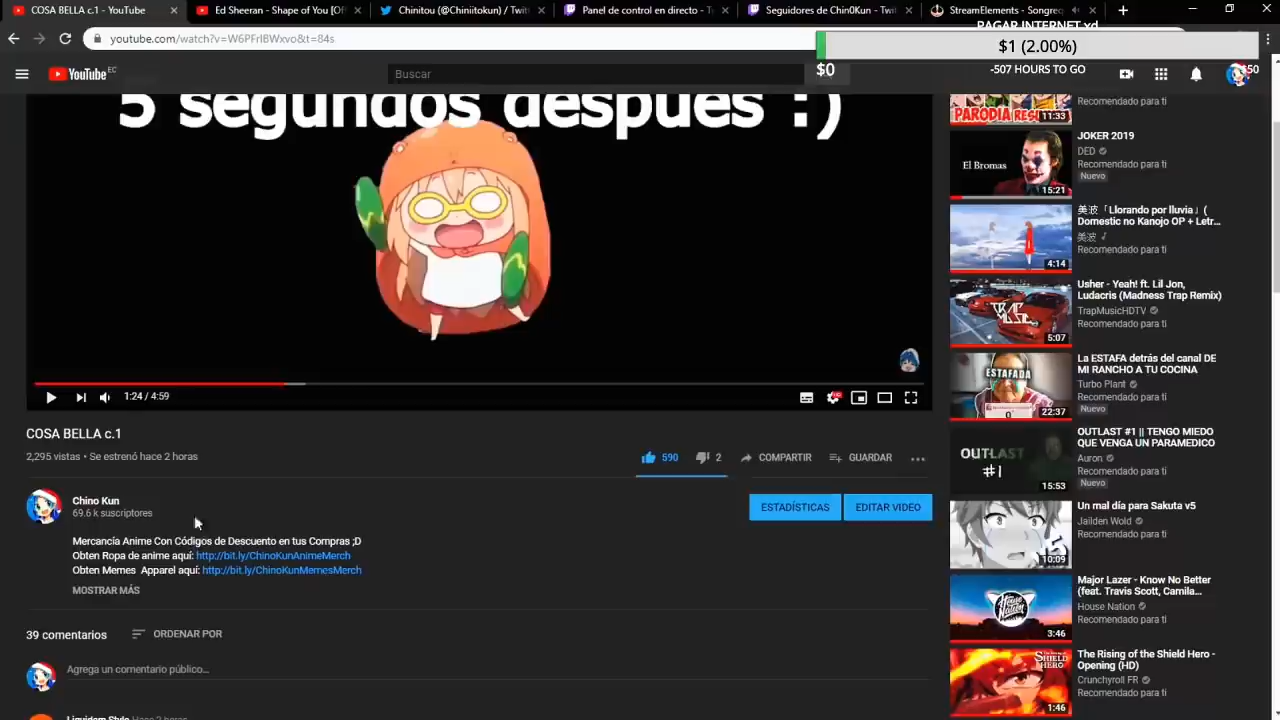 COSA BELLA c.1 - YouTube
Ed Sheeran - Shape of You [Of
Chinitou (@Chiniitokun) / Twitt
Panel de control en directo - T
Seguidores de Chin0Kun - Twi
StreamElements - Songreq
PAGAR INTERNET xd
youtube.com/watch?v=W6PFrIBWxvo&t=84s
$1 (2.00%)
YouTube EC
Buscar
$0
-507 HOURS TO GO
$50
5 segundos después :)
1:24 / 4:59
COSA BELLA c.1
2,295 vistas • Se estrenó hace 2 horas
590
2
COMPARTIR
GUARDAR
Chino Kun
69.6 k suscriptores
ESTADÍSTICAS
EDITAR VIDEO
Mercancía Anime Con Códigos de Descuento en tus Compras ;D
Obten Ropa de anime aquí: http://bit.ly/ChinoKunAnimeMerch
Obten Memes Apparel aquí: http://bit.ly/ChinoKunMemesMerch
MOSTRAR MÁS
39 comentarios
ORDENAR POR
Agrega un comentario público...
Liquidem Style Hace 2 horas
PARODIA
11:33
Recomendado para ti
El Bromas
15:21
JOKER 2019
DED
Recomendado para ti
Nuevo
4:14
美波「Llorando por lluvia」(
Domestic no Kanojo OP + Letr...
美波 ♪
Recomendado para ti
5:07
Usher - Yeah! ft. Lil Jon,
Ludacris (Madness Trap Remix)
TrapMusicHDTV
Recomendado para ti
ESTAFADA
22:37
La ESTAFA detrás del canal DE
MI RANCHO A TU COCINA
Turbo Plant
Recomendado para ti
Nuevo
OUTLAST
#1
15:53
OUTLAST #1 || TENGO MIEDO
QUE VENGA UN PARAMEDICO
Auron
Recomendado para ti
Nuevo
10:09
Un mal día para Sakuta v5
Jailden Wold
Recomendado para ti
House Nation
3:46
Major Lazer - Know No Better
(feat. Travis Scott, Camila...
House Nation
Recomendado para ti
SHIELD
HERO
1:46
The Rising of the Shield Hero -
Opening (HD)
Crunchyroll FR
Recomendado para ti